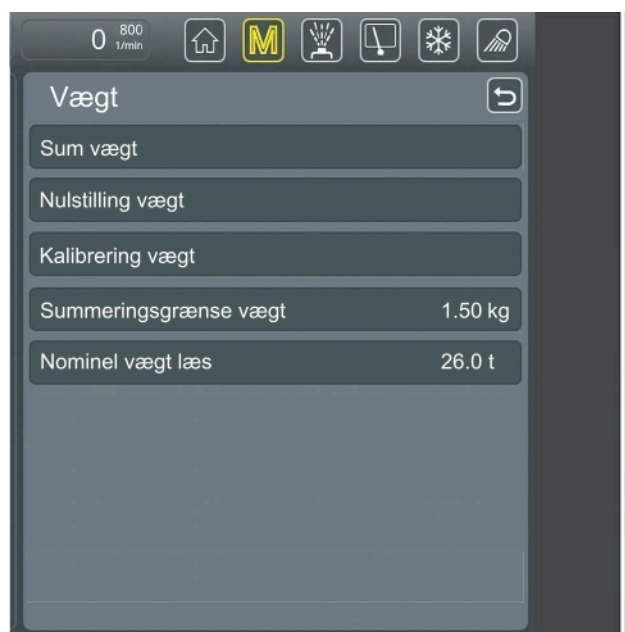 0 800 1/min M
Vægt
Sum vægt
Nulstilling vægt
Kalibrering vægt
Summeringsgrænse vægt 1.50 kg
Nominel vægt læs 26.0 t